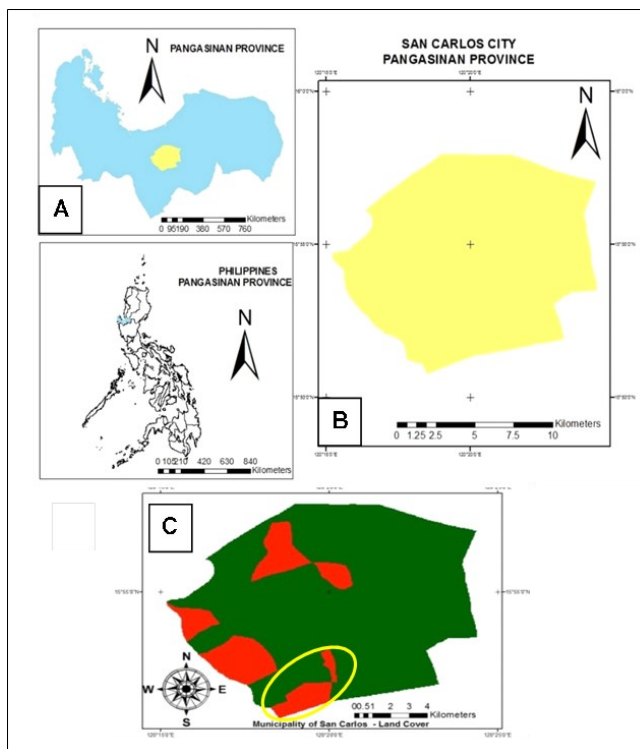 PANGASINAN PROVINCE
N
Kilometers
0 95190 380 570 760
A
PHILIPPINES
PANGASINAN PROVINCE
N
0 105210 420 630 840
Kilometers
SAN CARLOS CITY
PANGASINAN PROVINCE
N
B
Kilometers
0 1.25 2.5 5 7.5 10
C
N
W E
S
00.51 2 3 4
Kilometers
Municipality of San Carlos - Land Cover